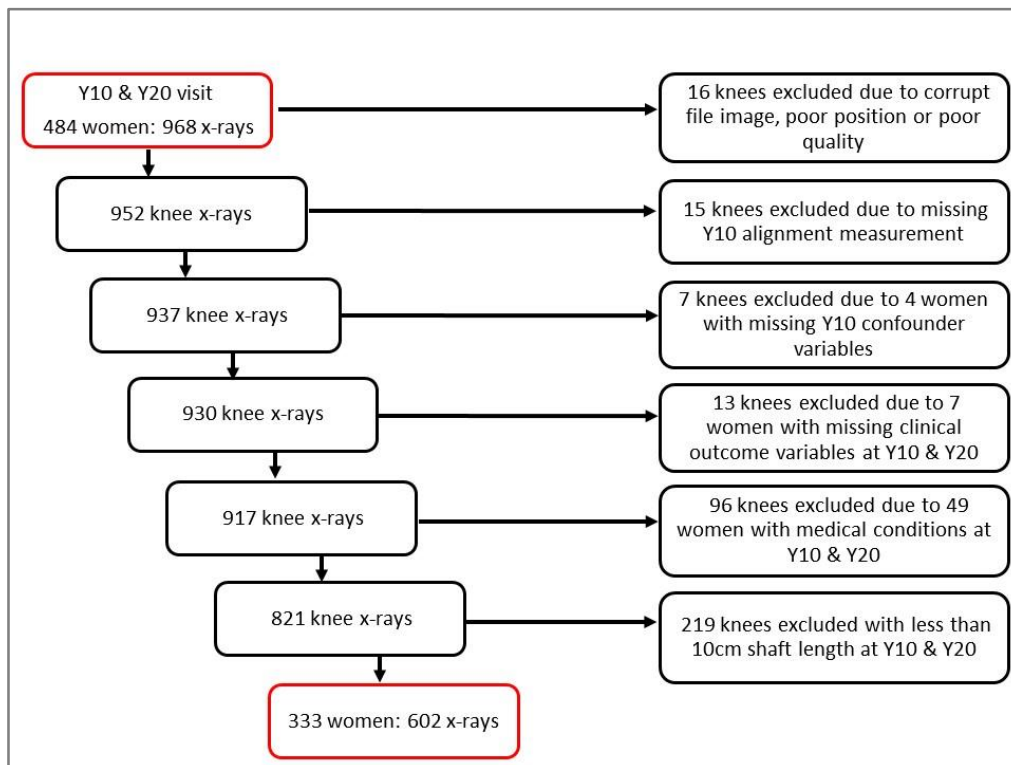 Y10 & Y20 visit
484 women: 968 x-rays
16 knees excluded due to corrupt
file image, poor position or poor
quality
952 knee x-rays
15 knees excluded due to missing
Y10 alignment measurement
937 knee x-rays
7 knees excluded due to 4 women
with missing Y10 confounder
variables
930 knee x-rays
13 knees excluded due to 7
women with missing clinical
outcome variables at Y10 & Y20
917 knee x-rays
96 knees excluded due to 49
women with medical conditions at
Y10 & Y20
821 knee x-rays
219 knees excluded with less than
10cm shaft length at Y10 & Y20
333 women: 602 x-rays